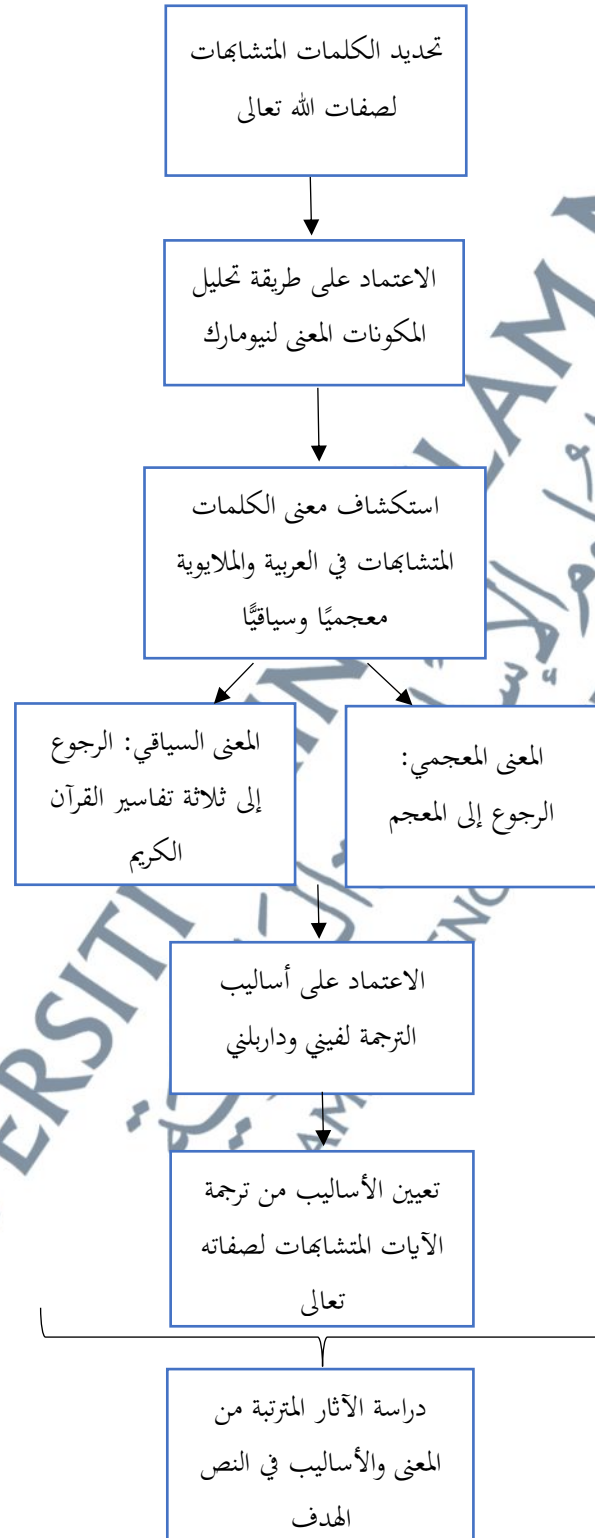 تحديد الكلمات المتشابهات
لصفات الله تعالى
الاعتماد على طريقة تحليل
المكونات المعنى لنيومارك
استكشاف معنى الكلمات
المتشابهات في العربية والملايوية
معجميًا وسياقيًّا
المعنى المعجمي:
الرجوع إلى المعجم
المعنى السياقي: الرجوع
إلى ثلاثة تفاسير القرآن
الكريم
الاعتماد على أساليب
الترجمة لفيني وداربلني
تعيين الأساليب من ترجمة
الآيات المتشابهات لصفاته
تعالى
دراسة الآثار المترتبة من
المعنى والأساليب في النص
الهدف